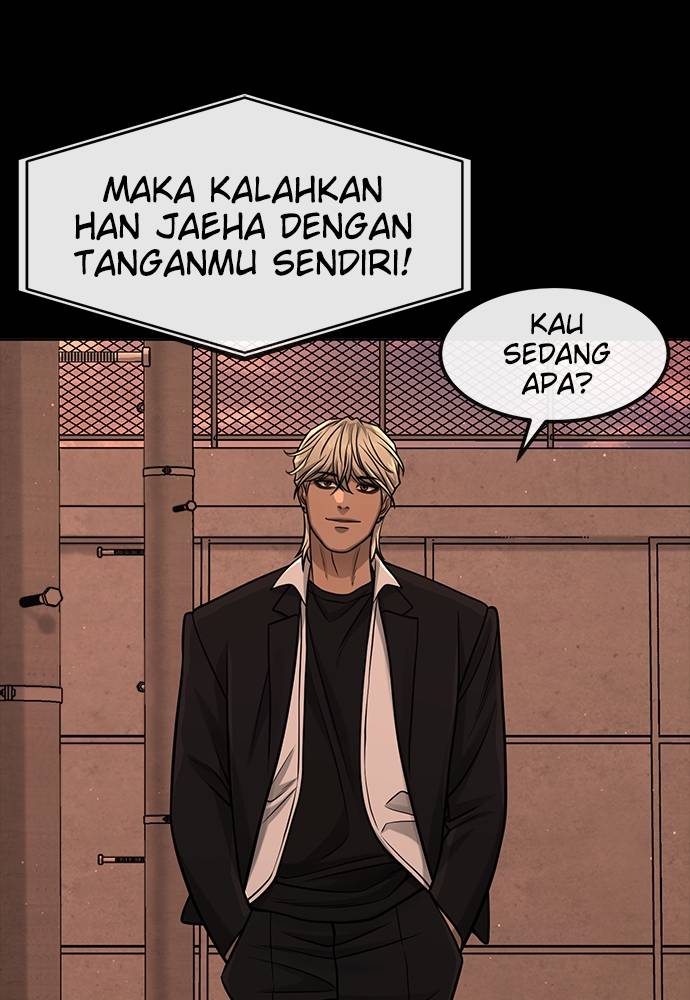 MAKA KALAHKAN
HAN JAEHA DENGAN
TANGANMU SENDIRI!
KAU
SEDANG
APA?